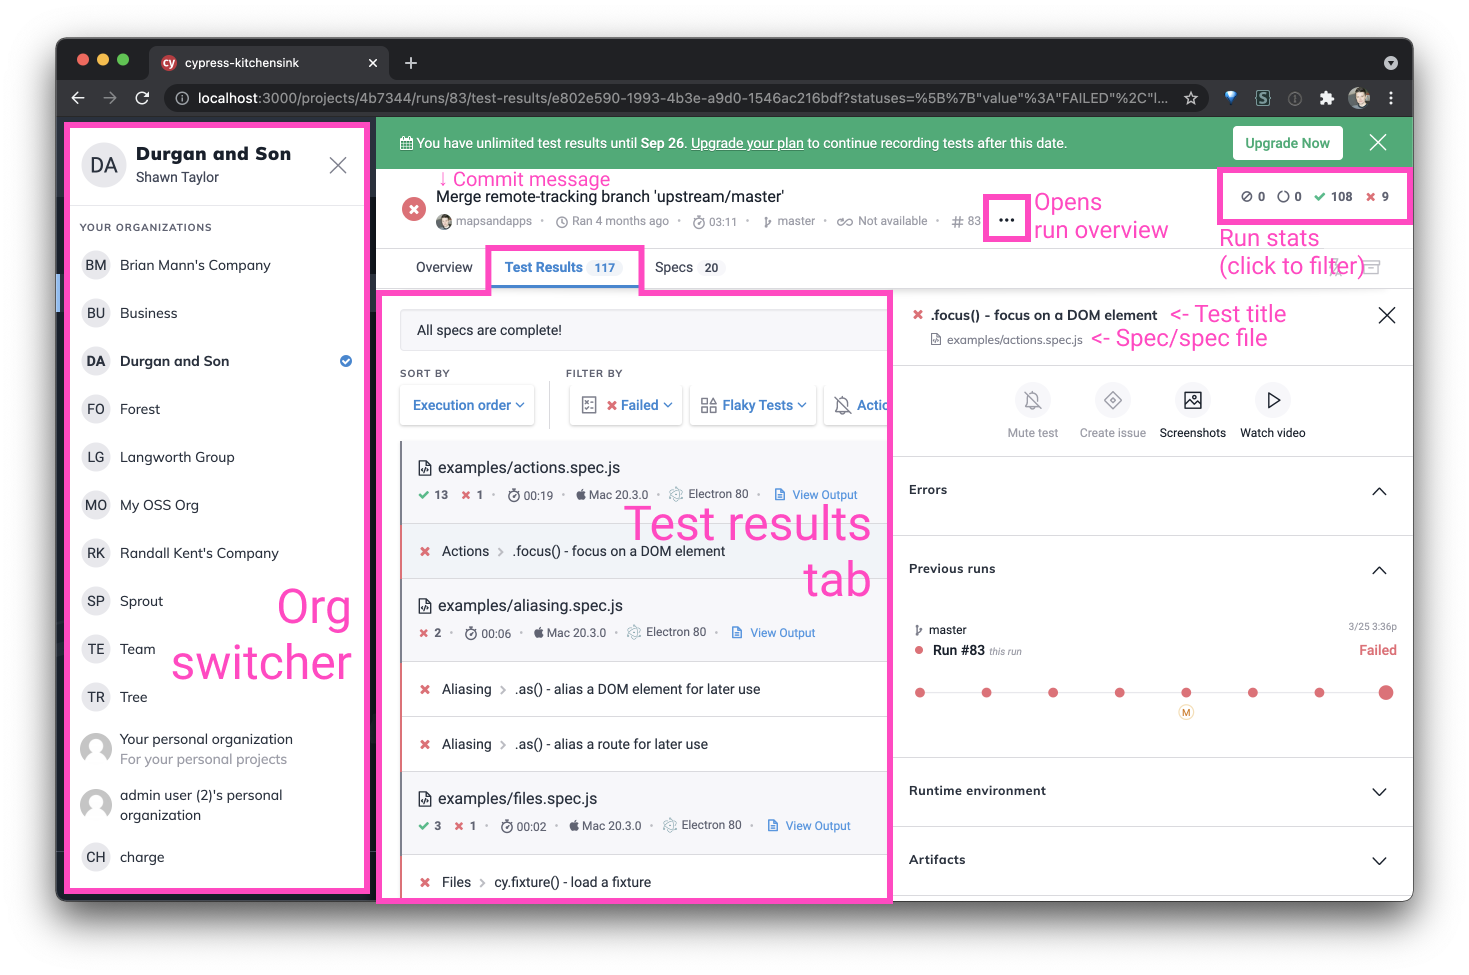 cy cypress-kitchensink
localhost:3000/projects/4b7344/runs/83/test-results/e802e590-1993-4b3e-a9d0-1546ac216bdf?statuses=%5B%7B"value"%3A"FAILED"%2C"l...
DA
Durgan and Son
Shawn Taylor
YOUR ORGANIZATIONS
BM Brian Mann's Company
BU Business
DA Durgan and Son
FO Forest
LG Langworth Group
MO My OSS Org
RK Randall Kent's Company
SP Sprout
TE Team
TR Tree
Your personal organization
For your personal projects
admin user (2)'s personal
organization
CH charge
Org
switcher
You have unlimited test results until Sep 26. Upgrade your plan to continue recording tests after this date.
Upgrade Now
↓ Commit message
Merge remote-tracking branch 'upstream/master'
mapsandapps · Ran 4 months ago · 03:11 · master · Not available · # 83
...
Opens
run overview
0 0 108 9
Run stats
(click to filter)
Overview Test Results 117 Specs 20
All specs are complete!
SORT BY FILTER BY
Execution order Failed Flaky Tests
examples/actions.spec.js
13 1 · 00:19 · Mac 20.3.0 · Electron 80 · View Output
Test results
tab
Actions > .focus() - focus on a DOM element
examples/aliasing.spec.js
2 · 00:06 · Mac 20.3.0 · Electron 80 · View Output
Aliasing > .as() - alias a DOM element for later use
Aliasing > .as() - alias a route for later use
examples/files.spec.js
3 1 · 00:02 · Mac 20.3.0 · Electron 80 · View Output
Files > cy.fixture() - load a fixture
.focus() - focus on a DOM element <- Test title
examples/actions.spec.js <- Spec/spec file
Mute test Create issue Screenshots Watch video
Errors
Previous runs
master 3/25 3:36p
Run #83 this run Failed
M
Runtime environment
Artifacts